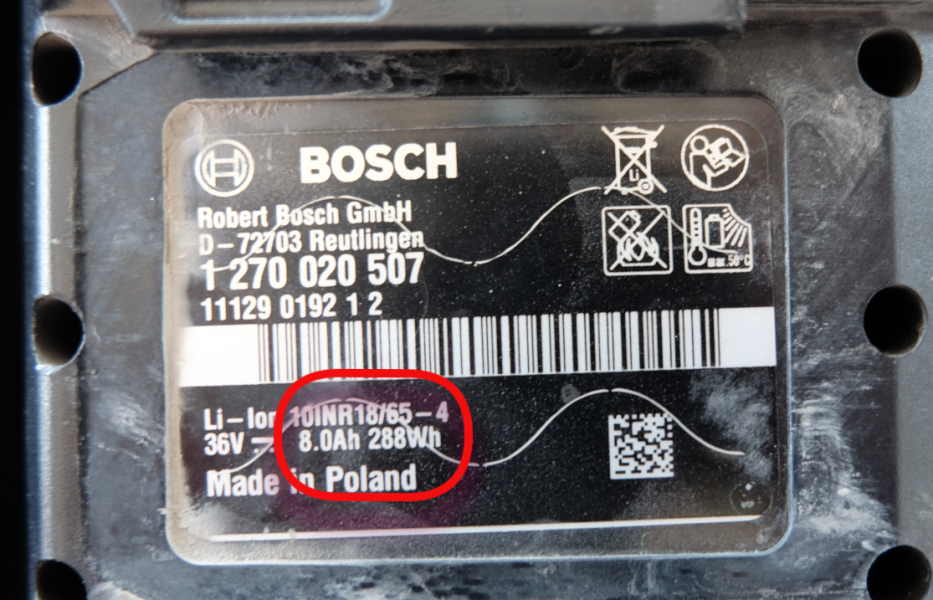 BOSCH
Li
Robert Bosch GmbH
D-72703 Reutlingen
1 270 020 507
max.50°C
11129 0192 1 2
Li-Ion 10INR18/65-4
36V ⎓ 8.0Ah 288Wh
Made in Poland